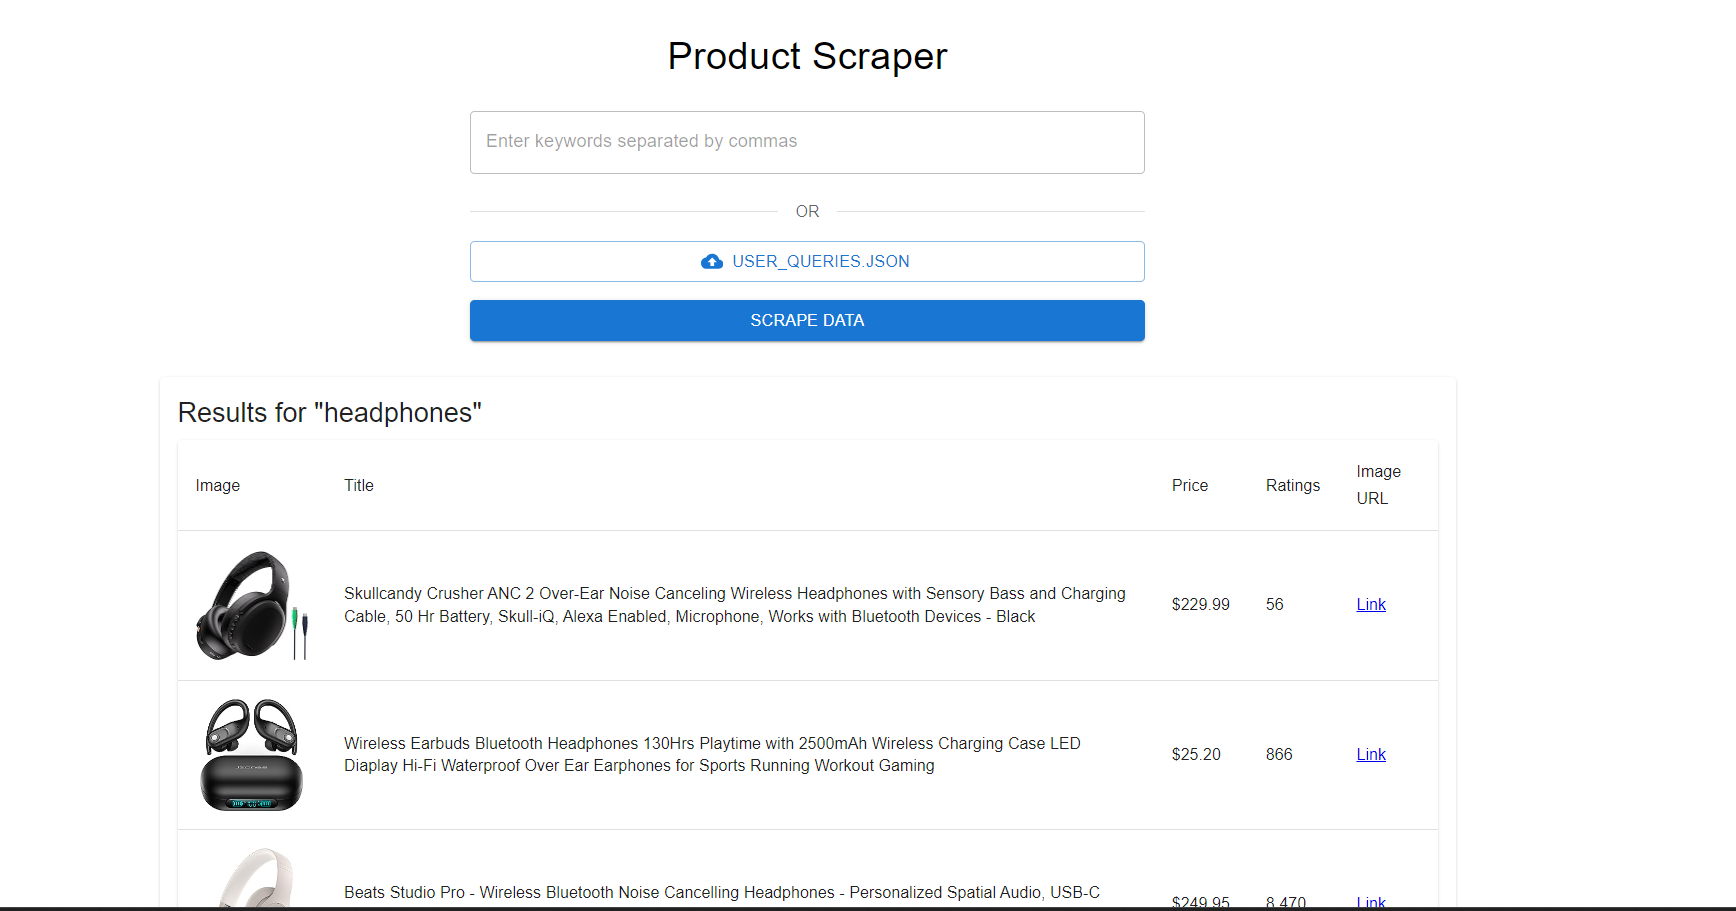 Product Scraper
Enter keywords separated by commas
OR
USER_QUERIES.JSON
SCRAPE DATA
Results for "headphones"
Image
Title
Price
Ratings
Image
URL
Skullcandy Crusher ANC 2 Over-Ear Noise Canceling Wireless Headphones with Sensory Bass and Charging
Cable, 50 Hr Battery, Skull-iQ, Alexa Enabled, Microphone, Works with Bluetooth Devices - Black
$229.99
56
Link
Wireless Earbuds Bluetooth Headphones 130Hrs Playtime with 2500mAh Wireless Charging Case LED
Diaplay Hi-Fi Waterproof Over Ear Earphones for Sports Running Workout Gaming
$25.20
866
Link
Beats Studio Pro - Wireless Bluetooth Noise Cancelling Headphones - Personalized Spatial Audio, USB-C
$249.95
8,470
Link